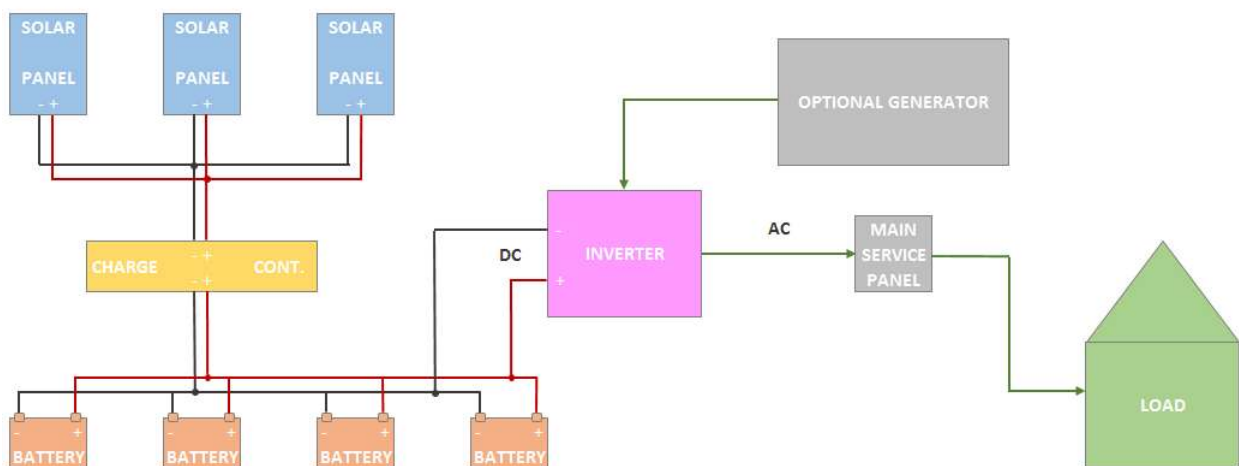 SOLAR
PANEL
- +
SOLAR
PANEL
- +
SOLAR
PANEL
- +
OPTIONAL GENERATOR
CHARGE - + CONT.
- +
DC
-
INVERTER
+
AC
MAIN
SERVICE
PANEL
LOAD
- +
BATTERY
- +
BATTERY
- +
BATTERY
- +
BATTERY